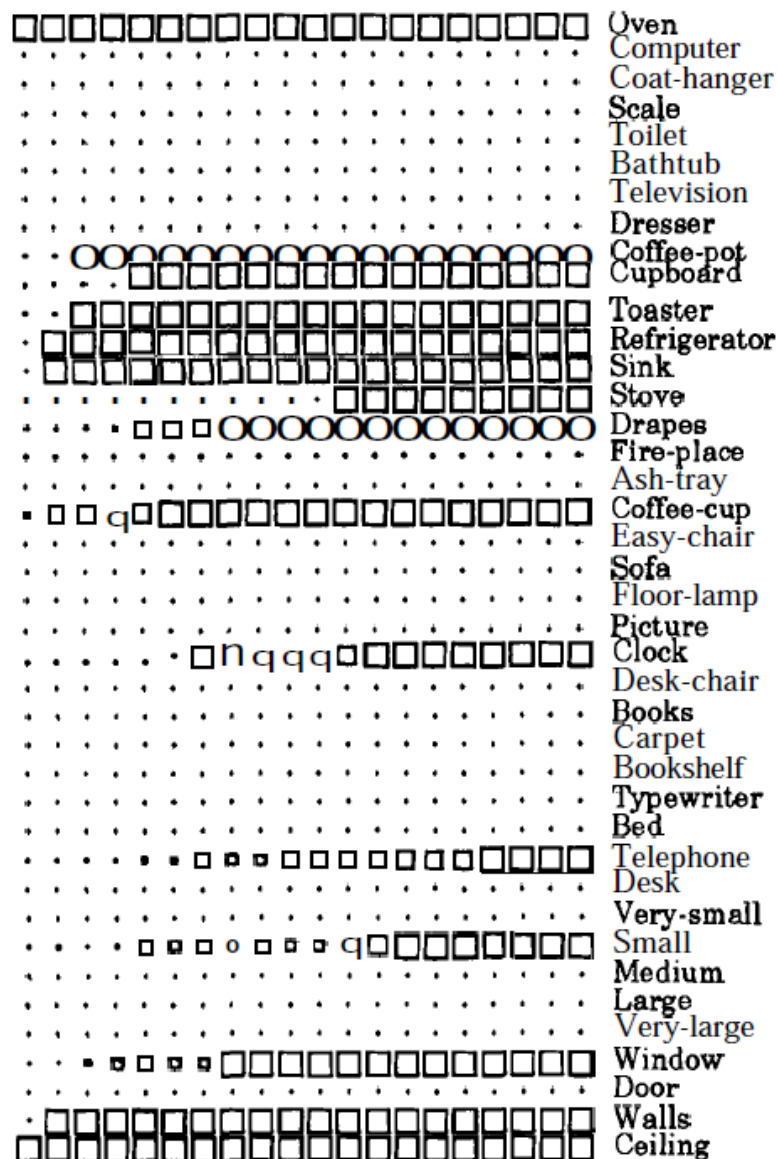 Oven
Computer
Coat-hanger
Scale
Toilet
Bathtub
Television
Dresser
Coffee-pot
Cupboard
Toaster
Refrigerator
Sink
Stove
Drapes
Fire-place
Ash-tray
Coffee-cup
Easy-chair
Sofa
Floor-lamp
Picture
Clock
Desk-chair
Books
Carpet
Bookshelf
Typewriter
Bed
Telephone
Desk
Very-small
Small
Medium
Large
Very-large
Window
Door
Walls
Ceiling